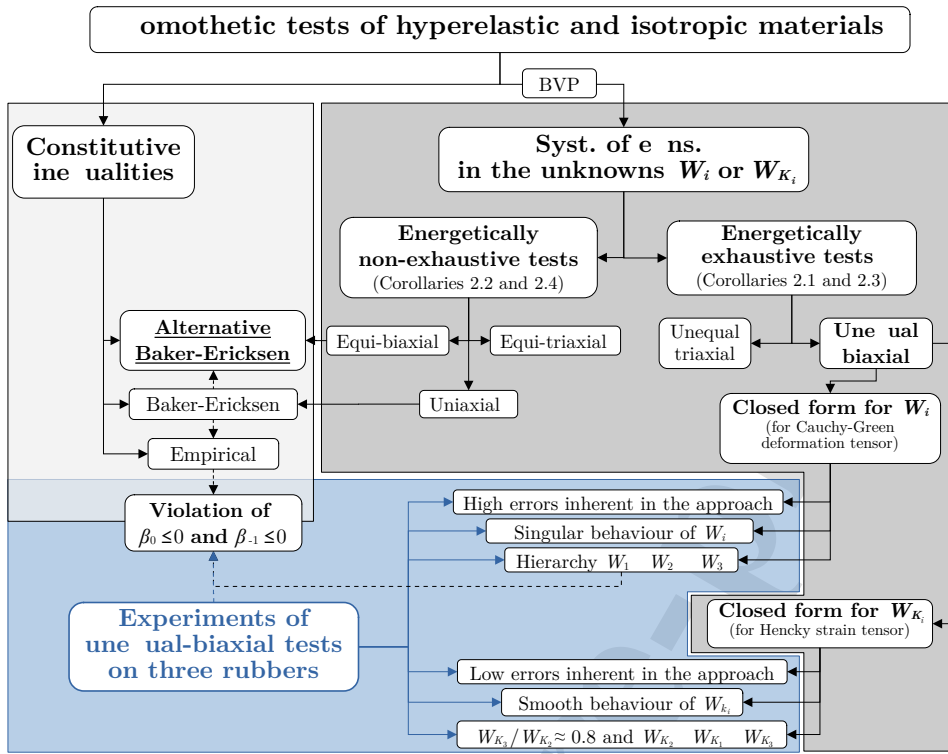 omothetic tests of hyperelastic and isotropic materials
BVP
Constitutive
ine ualities
Syst. of e ns.
in the unknowns W_i or W_{K_i}
Energetically
non-exhaustive tests
(Corollaries 2.2 and 2.4)
Energetically
exhaustive tests
(Corollaries 2.1 and 2.3)
Alternative
Baker-Ericksen
Equi-biaxial
Equi-triaxial
Unequal
triaxial
Une ual
biaxial
Baker-Ericksen
Uniaxial
Closed form for W_i
(for Cauchy-Green
deformation tensor)
Empirical
Violation of
β_0 ≤0 and β_{-1} ≤0
High errors inherent in the approach
Singular behaviour of W_i
Hierarchy W_1 W_2 W_3
Experiments of
une ual-biaxial tests
on three rubbers
Closed form for W_{K_i}
(for Hencky strain tensor)
Low errors inherent in the approach
Smooth behaviour of W_{k_i}
W_{K_3}/W_{K_2} ≈ 0.8 and W_{K_2} W_{K_1} W_{K_3}